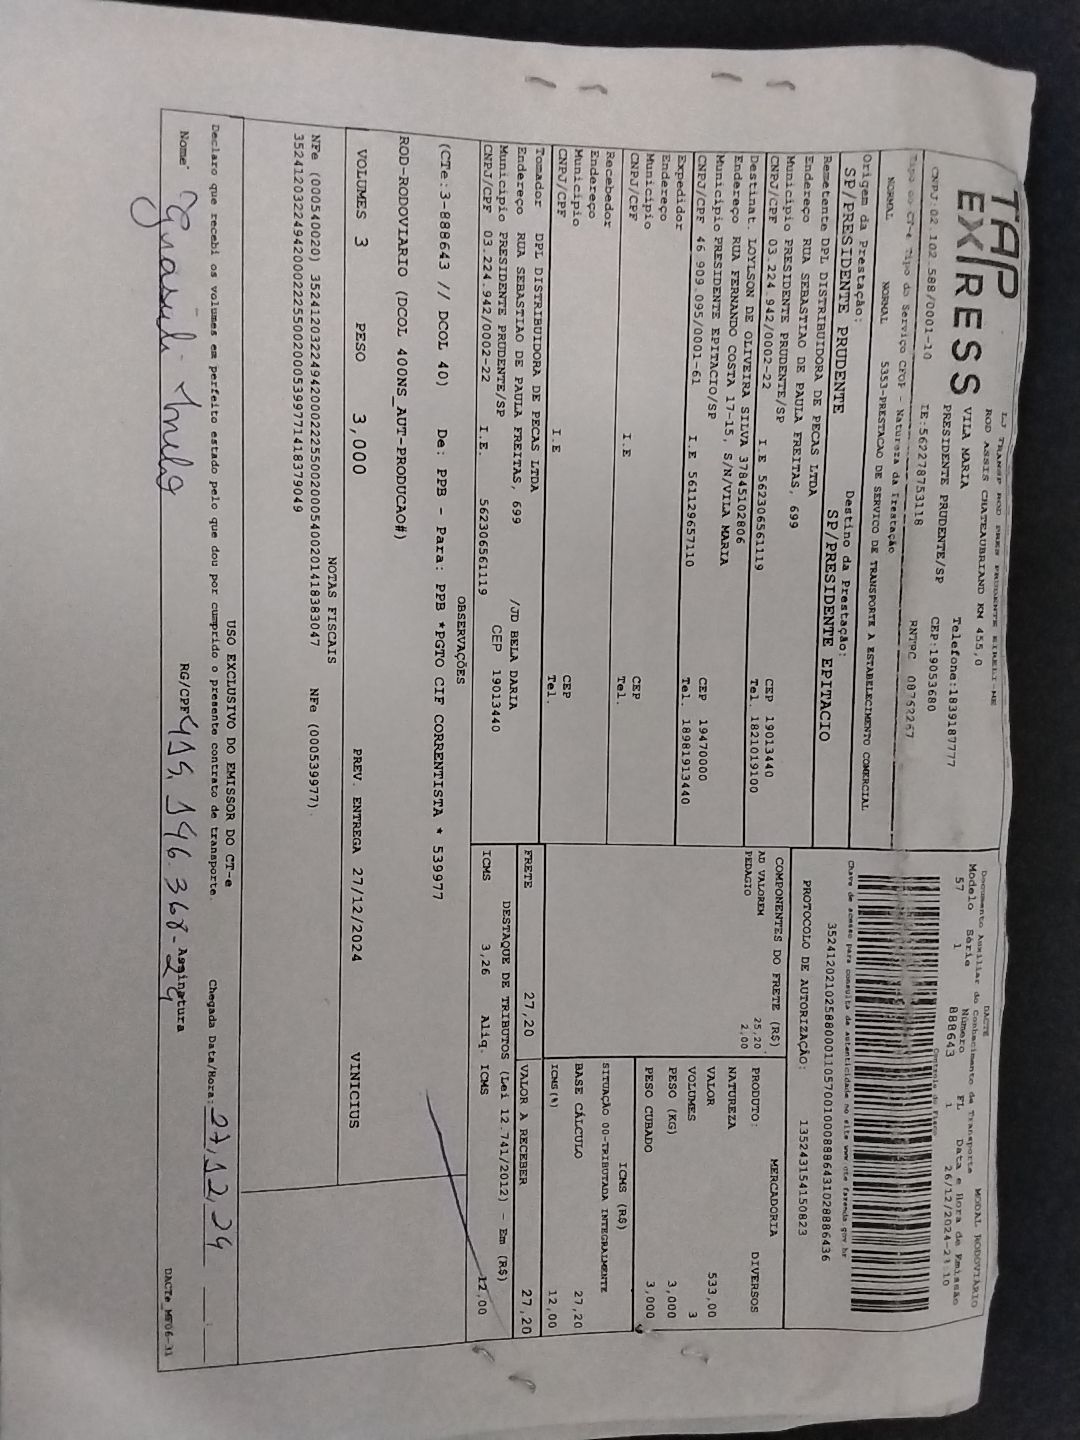 TAP
EXPRESS
LJ TRANSP ROD PRES PRUDENTE EIRELI-ME
ROD ASSIS CHATEAUBRIAND KM 455,0
VILA MARIA Telefone:1839187777
PRESIDENTE PRUDENTE/SP CEP:19053680
CNPJ:02.102.588/0001-10 IE:562278753118 RNTRC
Tipo do CT-e Tipo do Serviço CFOP - Natureza da Prestação
NORMAL NORMAL 5353-PRESTACAO DE SERVICO DE TRANSPORTE A ESTABELECIMENTO COMERCIAL
Origem da Prestação: Destino da Prestação:
SP/PRESIDENTE PRUDENTE SP/PRESIDENTE EPITACIO
Remetente DPL DISTRIBUIDORA DE PECAS LTDA
Endereço RUA SEBASTIAO DE PAULA FREITAS, 699
Município PRESIDENTE PRUDENTE/SP CEP 19013440
CNPJ/CPF 03.224.942/0002-22 I.E 562306561119 Tel. 1821019100
Destinat. LOYLSON DE OLIVEIRA SILVA 37845102806
Endereço RUA FERNANDO COSTA 17-15, S/N/VILA MARIA
Município PRESIDENTE EPITACIO/SP CEP 19470000
CNPJ/CPF 46.909.095/0001-61 I.E 561129657110 Tel. 18981913440
Expedidor
Endereço
Município CEP
CNPJ/CPF I.E Tel.
Recebedor
Endereço
Município CEP
CNPJ/CPF I.E Tel.
Tomador DPL DISTRIBUIDORA DE PECAS LTDA
Endereço RUA SEBASTIAO DE PAULA FREITAS, 699 /JD BELA DARIA
Município PRESIDENTE PRUDENTE/SP CEP 19013440
CNPJ/CPF 03.224.942/0002-22 I.E. 562306561119
DACTE MODAL RODOVIÁRIO
Documento Auxiliar do Conhecimento de Transporte
Modelo Série Número FL Data e Hora de Emissão
57 1 888643 1 26/12/2024-21:10
Controle do Fisco
Chave de acesso para consulta de autenticidade no site www.cte.fazenda.gov.br
35241202102588000110570010008886431028886436
PROTOCOLO DE AUTORIZAÇÃO: 135243154150823
COMPONENTES DO FRETE (R$)
AD VALOREM 25,20
PEDAGIO 2,00
MERCADORIA
PRODUTO: DIVERSOS
NATUREZA
VALOR 533,00
VOLUMES 3
PESO (KG) 3,000
PESO CUBADO 3,000
ICMS (R$)
SITUAÇÃO 00-TRIBUTADA INTEGRALMENTE
BASE CÁLCULO 27,20
ICMS(%) 12,00
FRETE 27,20 VALOR A RECEBER 27,20
DESTAQUE DE TRIBUTOS (Lei 12.741/2012) - Em (R$)
ICMS 3,26 Aliq. ICMS 12,00
OBSERVAÇÕES
(CTe:3-888643 // DCOL 40) De: PPB - Para: PPB *PGTO CIF CORRENTISTA * 539977
ROD-RODOVIARIO (DCOL 400NS_AUT-PRODUCAO#)
VOLUMES 3 PESO 3,000 PREV. ENTREGA 27/12/2024 VINICIUS
NOTAS FISCAIS
NFe (000540020) 35241203224942000222550020005400201418383047 NFe (000539977)
35241203224942000222550020005399771418379049
USO EXCLUSIVO DO EMISSOR DO CT-e
Declaro que recebi os volumes em perfeito estado pelo que dou por cumprido o presente contrato de transporte. Chegada Data/Hora: 27/12/24 :
Nome RG/CPF Assinatura
DACTe_MF06-31